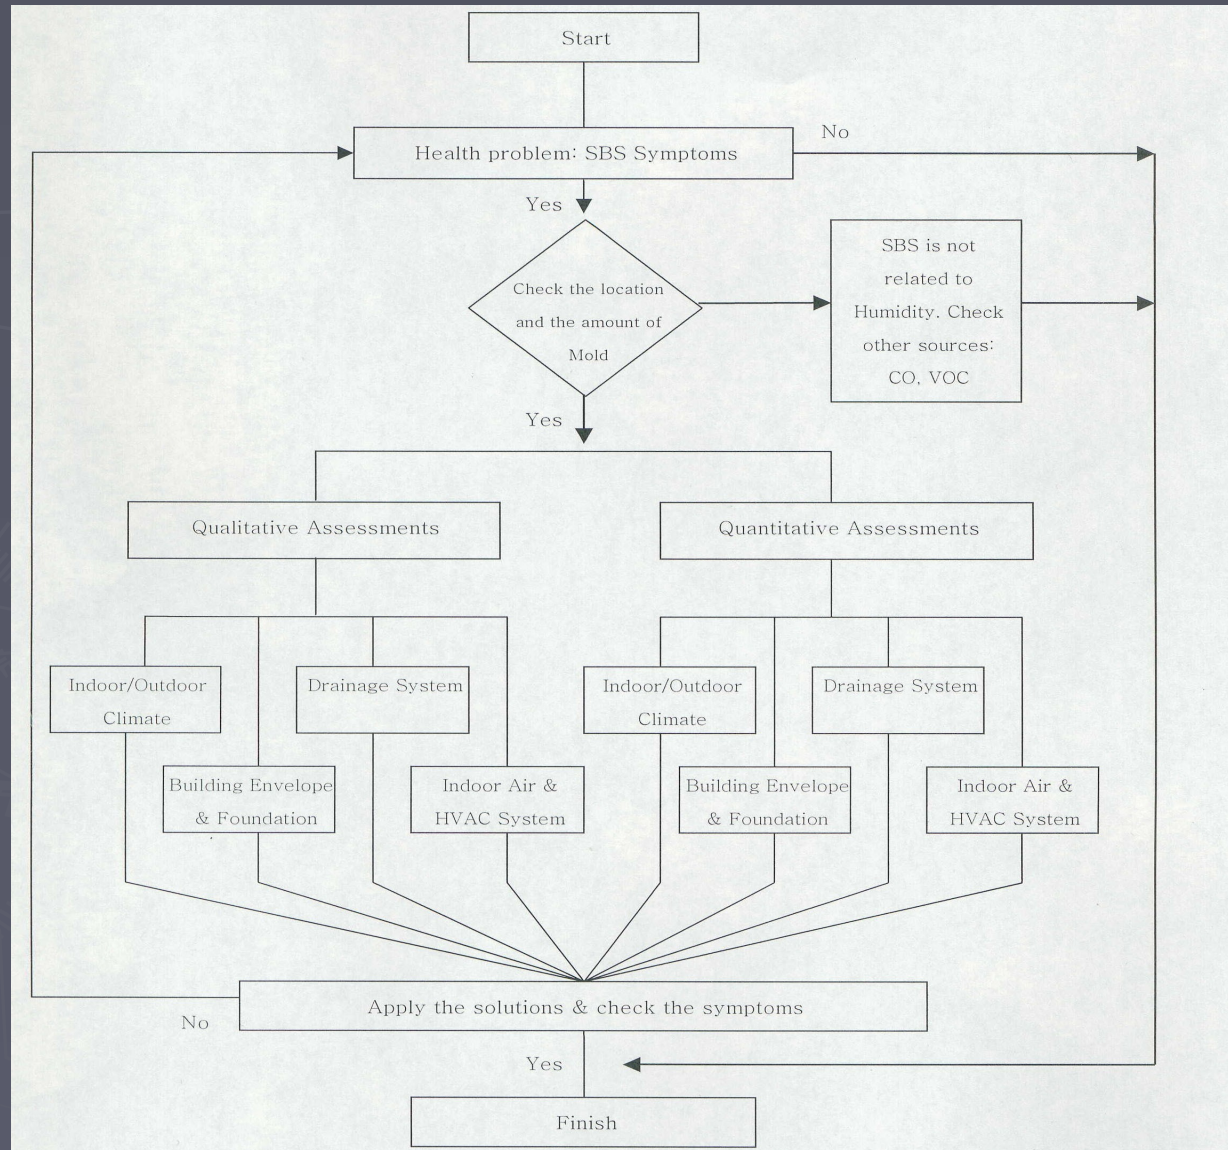 Start
No
Health problem: SBS Symptoms
Yes
Check the location
and the amount of
Mold
SBS is not
related to
Humidity. Check
other sources:
CO, VOC
Yes
Qualitative Assessments
Quantitative Assessments
Indoor/Outdoor
Climate
Drainage System
Indoor/Outdoor
Climate
Drainage System
Building Envelope
& Foundation
Indoor Air &
HVAC System
Building Envelope
& Foundation
Indoor Air &
HVAC System
Apply the solutions & check the symptoms
No
Yes
Finish